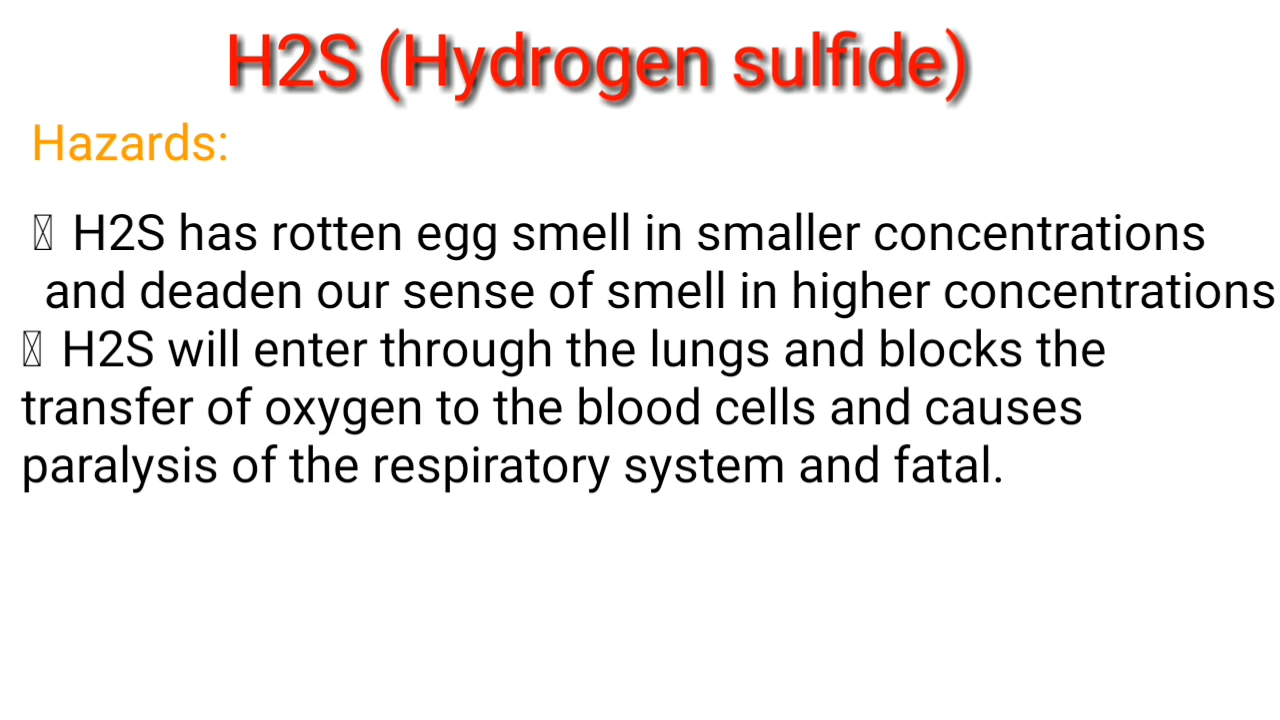 H2S (Hydrogen sulfide)
Hazards:
H2S has rotten egg smell in smaller concentrations
and deaden our sense of smell in higher concentrations
H2S will enter through the lungs and blocks the
transfer of oxygen to the blood cells and causes
paralysis of the respiratory system and fatal.